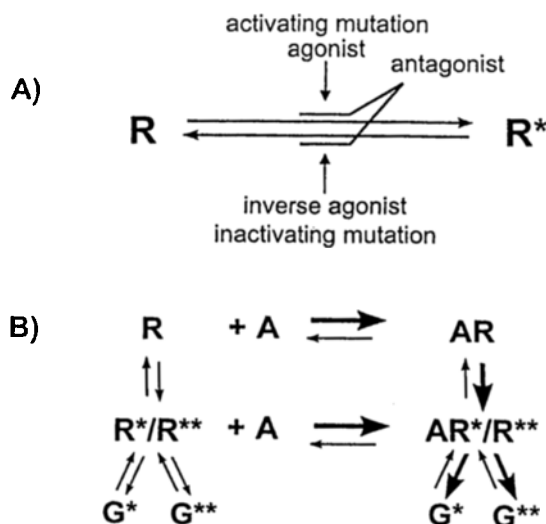 activating mutation
agonist
antagonist
A)
R R*
inverse agonist
inactivating mutation
B)
R + A AR
R*/R** + A AR*/R**
G* G** G* G**